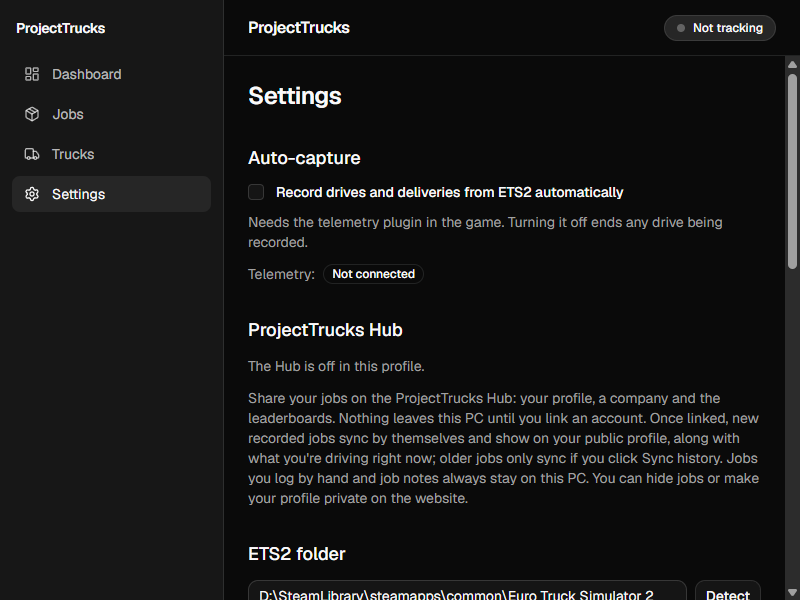 ProjectTrucks
Dashboard
Jobs
Trucks
Settings
ProjectTrucks
Not tracking
Settings
Auto-capture
Record drives and deliveries from ETS2 automatically
Needs the telemetry plugin in the game. Turning it off ends any drive being
recorded.
Telemetry: Not connected
ProjectTrucks Hub
The Hub is off in this profile.
Share your jobs on the ProjectTrucks Hub: your profile, a company and the
leaderboards. Nothing leaves this PC until you link an account. Once linked, new
recorded jobs sync by themselves and show on your public profile, along with
what you're driving right now; older jobs only sync if you click Sync history. Jobs
you log by hand and job notes always stay on this PC. You can hide jobs or make
your profile private on the website.
ETS2 folder
D:\SteamLibrary\steamapps\common\Euro Truck Simulator 2
Detect